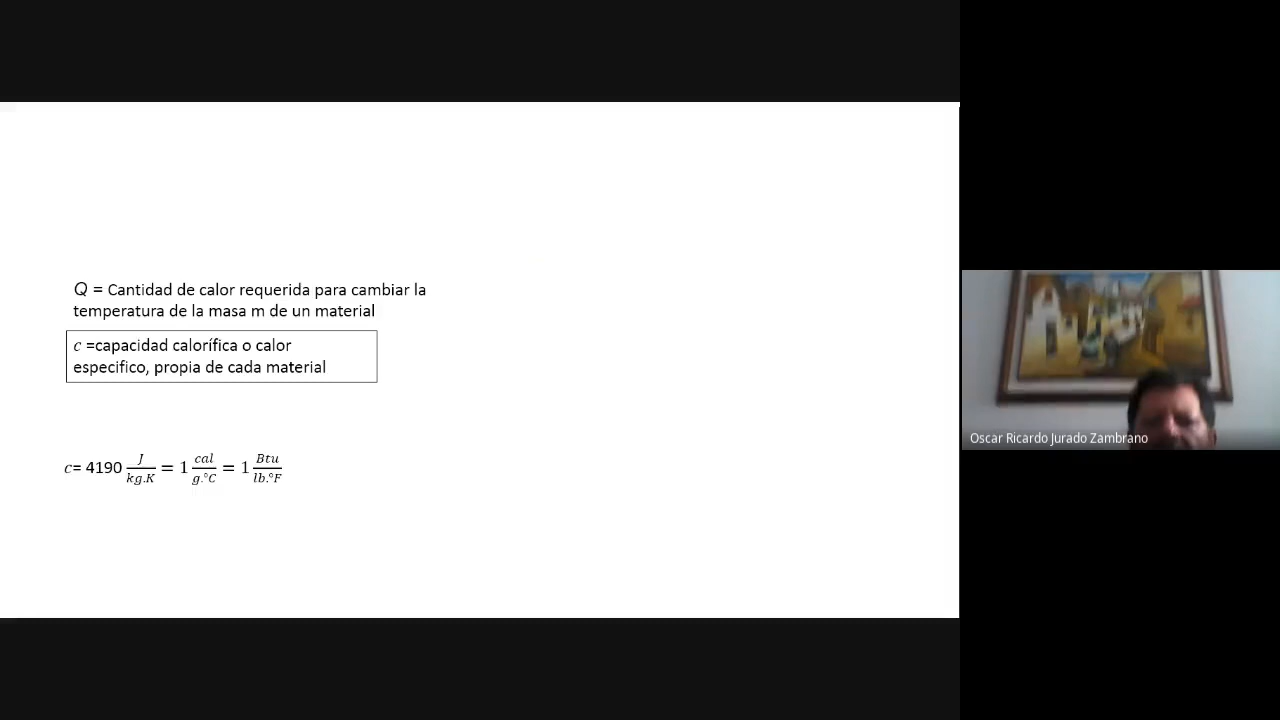 Q = Cantidad de calor requerida para cambiar la
temperatura de la masa m de un material
c =capacidad calorífica o calor
especifico, propia de cada material
c= 4190 J/kg.K = 1 cal/g.°C = 1 Btu/lb.°F
Oscar Ricardo Jurado Zambrano